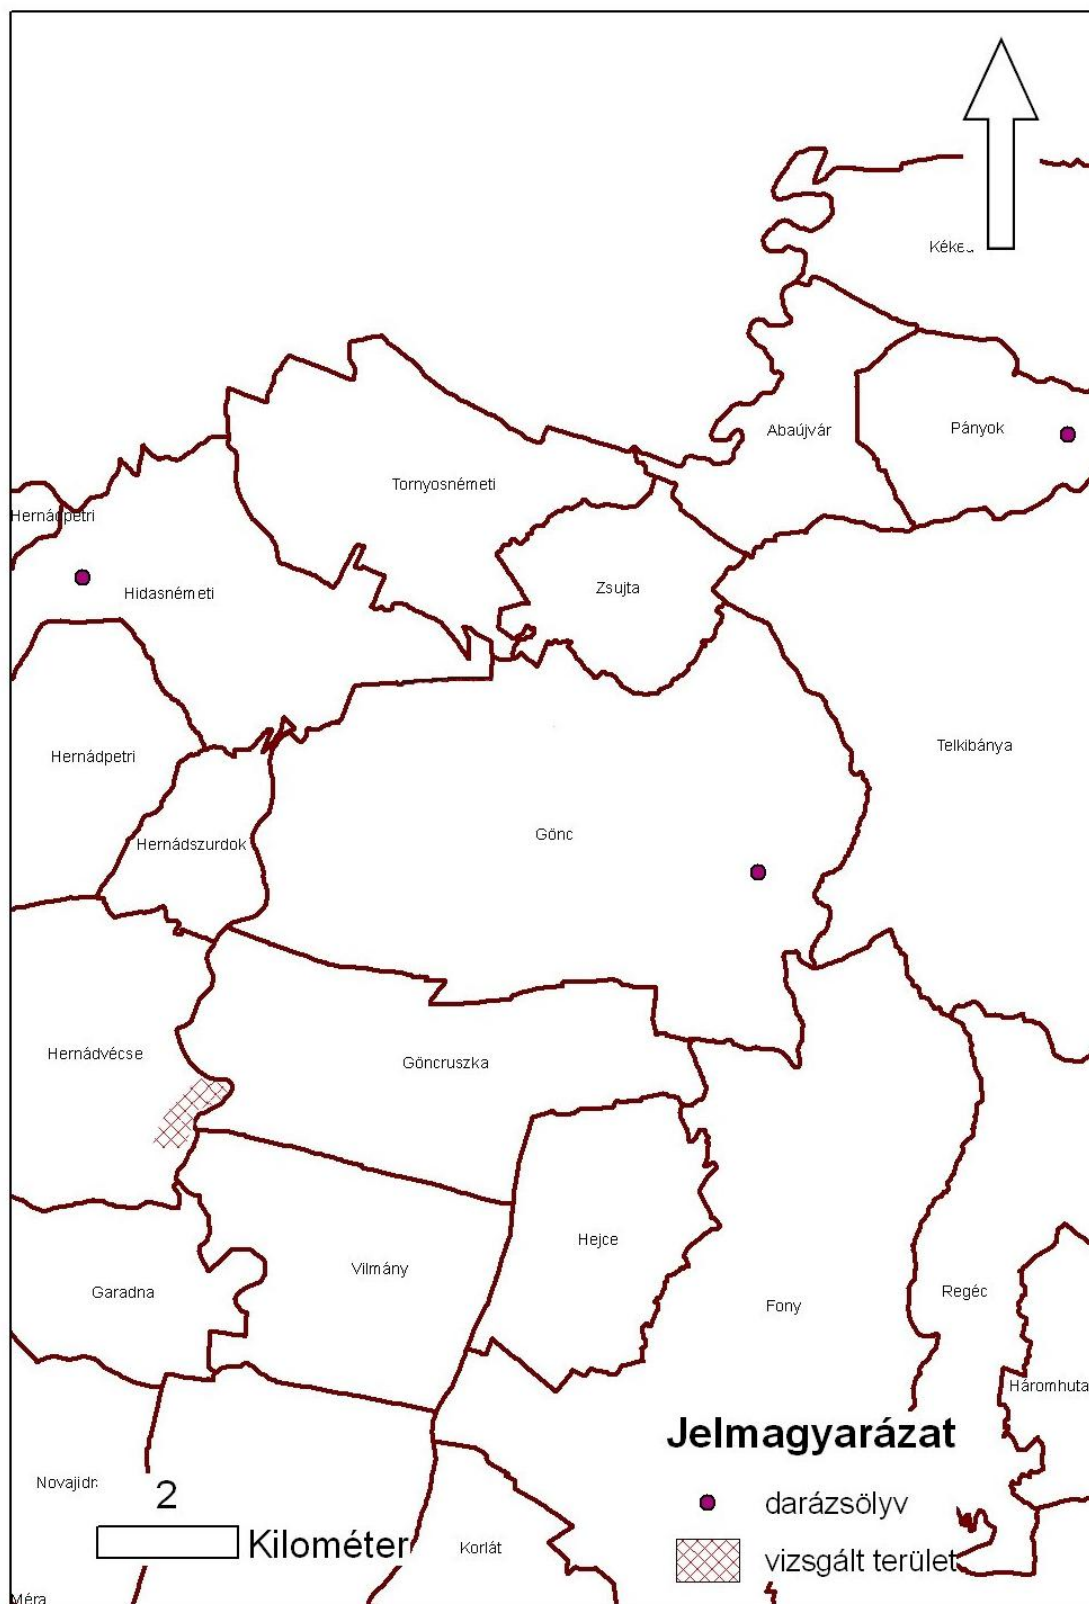 Abaújvár
Pányok
Tornyosnémeti
Hernádpetri
Zsujta
Hidasnémeti
Telkibánya
Hernádpetri
Gönc
Hernádszurdok
Hernádvécse
Göncruszka
Hejce
Vilmány
Garadna
Regéc
Fony
Háromhuta
Jelmagyarázat
darázsölyv
vizsgált terület
2
Kilométer
Korlát
Méra